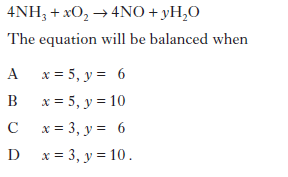 4NH₃ + xO₂ → 4NO + yH₂O
The equation will be balanced when
A x = 5, y = 6
B x = 5, y = 10
C x = 3, y = 6
D x = 3, y = 10.